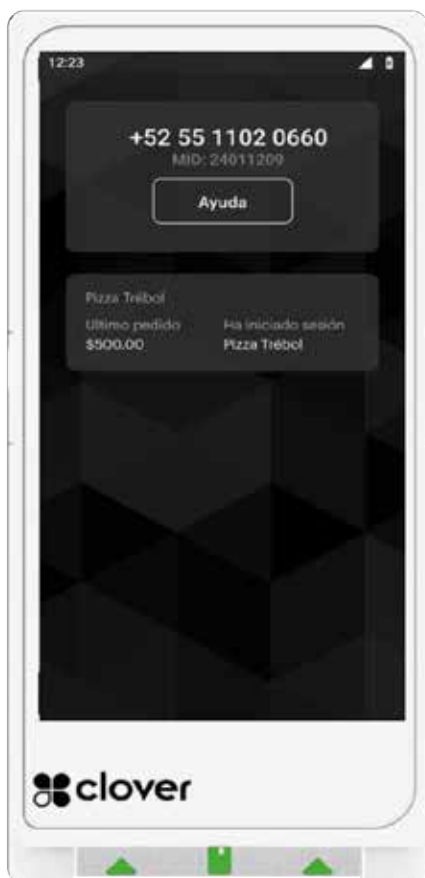 12:23
+52 55 1102 0660
MID: 24011209
Ayuda
Pizza Trébol
Ultimo pedido
Ha iniciado sesión
$500.00
Pizza Trébol
clover